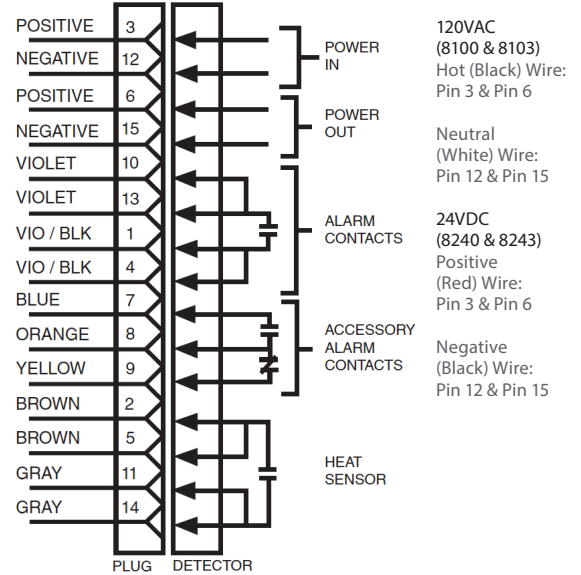 POSITIVE 3
NEGATIVE 12
POSITIVE 6
NEGATIVE 15
VIOLET 10
VIOLET 13
VIO / BLK 1
VIO / BLK 4
BLUE 7
ORANGE 8
YELLOW 9
BROWN 2
BROWN 5
GRAY 11
GRAY 14
PLUG
DETECTOR
POWER
IN
POWER
OUT
ALARM
CONTACTS
ACCESSORY
ALARM
CONTACTS
HEAT
SENSOR
120VAC
(8100 & 8103)
Hot (Black) Wire:
Pin 3 & Pin 6
Neutral
(White) Wire:
Pin 12 & Pin 15
24VDC
(8240 & 8243)
Positive
(Red) Wire:
Pin 3 & Pin 6
Negative
(Black) Wire:
Pin 12 & Pin 15